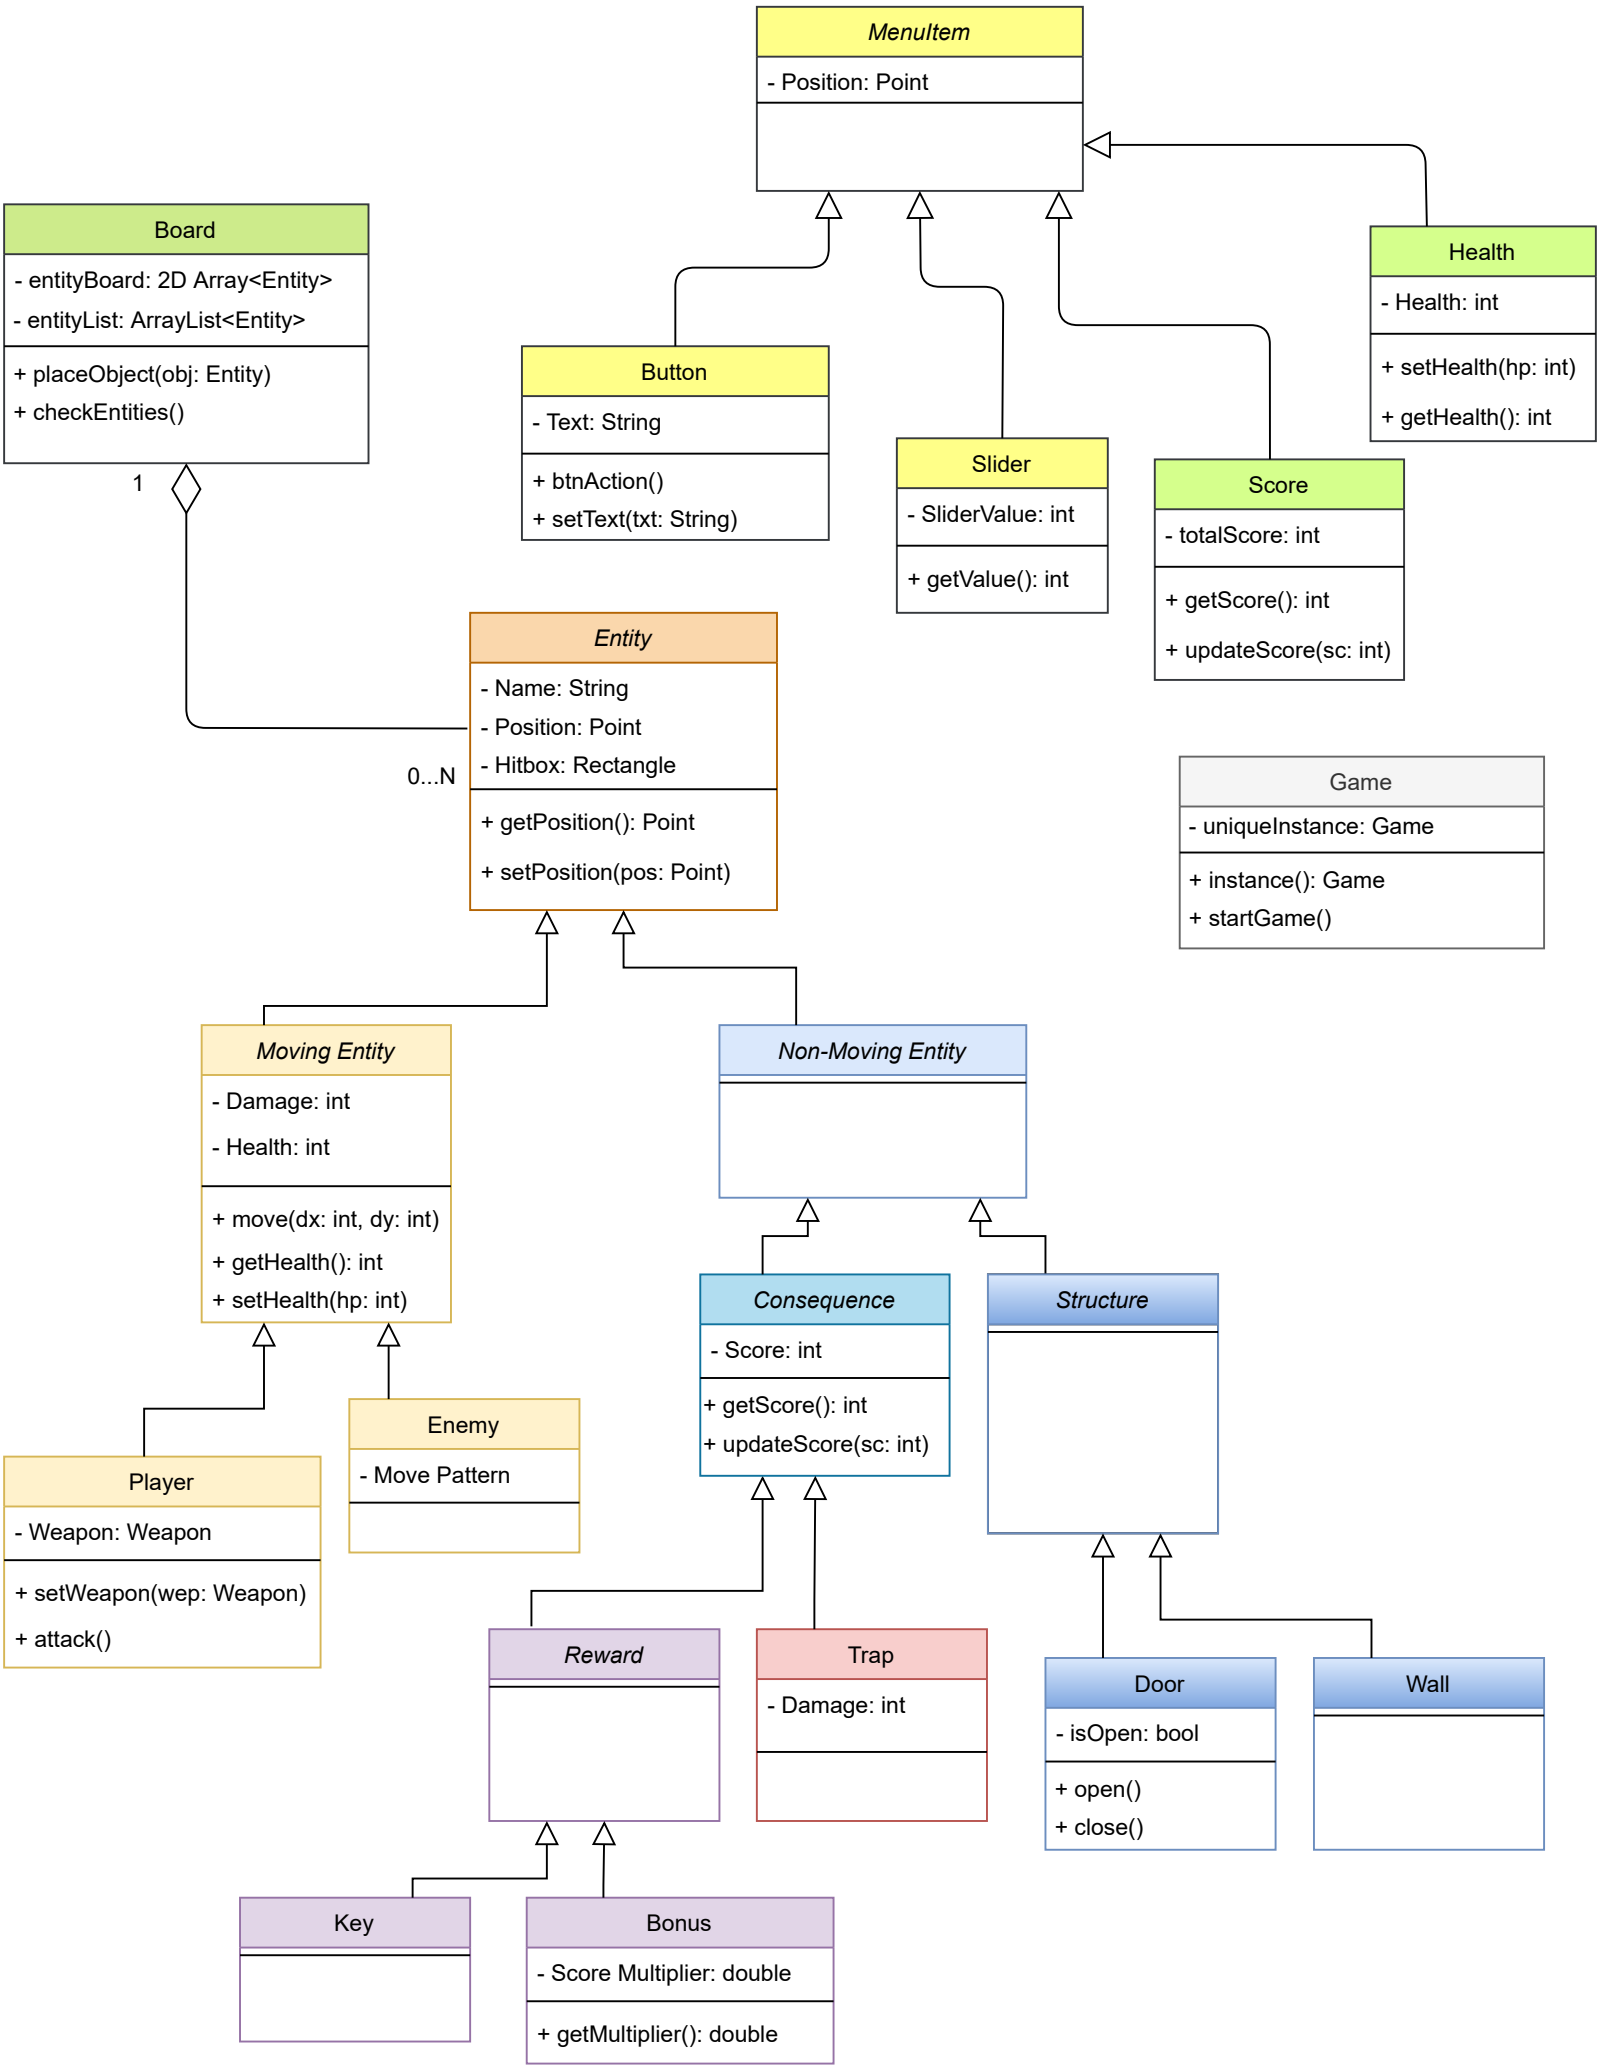 MenuItem
- Position: Point
Board
- entityBoard: 2D Array<Entity>
- entityList: ArrayList<Entity>
+ placeObject(obj: Entity)
+ checkEntities()
1
Health
- Health: int
+ setHealth(hp: int)
+ getHealth(): int
Button
- Text: String
+ btnAction()
+ setText(txt: String)
Slider
- SliderValue: int
+ getValue(): int
Score
- totalScore: int
+ getScore(): int
+ updateScore(sc: int)
Entity
- Name: String
- Position: Point
- Hitbox: Rectangle
+ getPosition(): Point
+ setPosition(pos: Point)
0...N
Game
- uniqueInstance: Game
+ instance(): Game
+ startGame()
Moving Entity
- Damage: int
- Health: int
+ move(dx: int, dy: int)
+ getHealth(): int
+ setHealth(hp: int)
Non-Moving Entity
Consequence
- Score: int
+ getScore(): int
+ updateScore(sc: int)
Structure
Player
- Weapon: Weapon
+ setWeapon(wep: Weapon)
+ attack()
Enemy
- Move Pattern
Reward
Trap
- Damage: int
Door
- isOpen: bool
+ open()
+ close()
Wall
Key
Bonus
- Score Multiplier: double
+ getMultiplier(): double